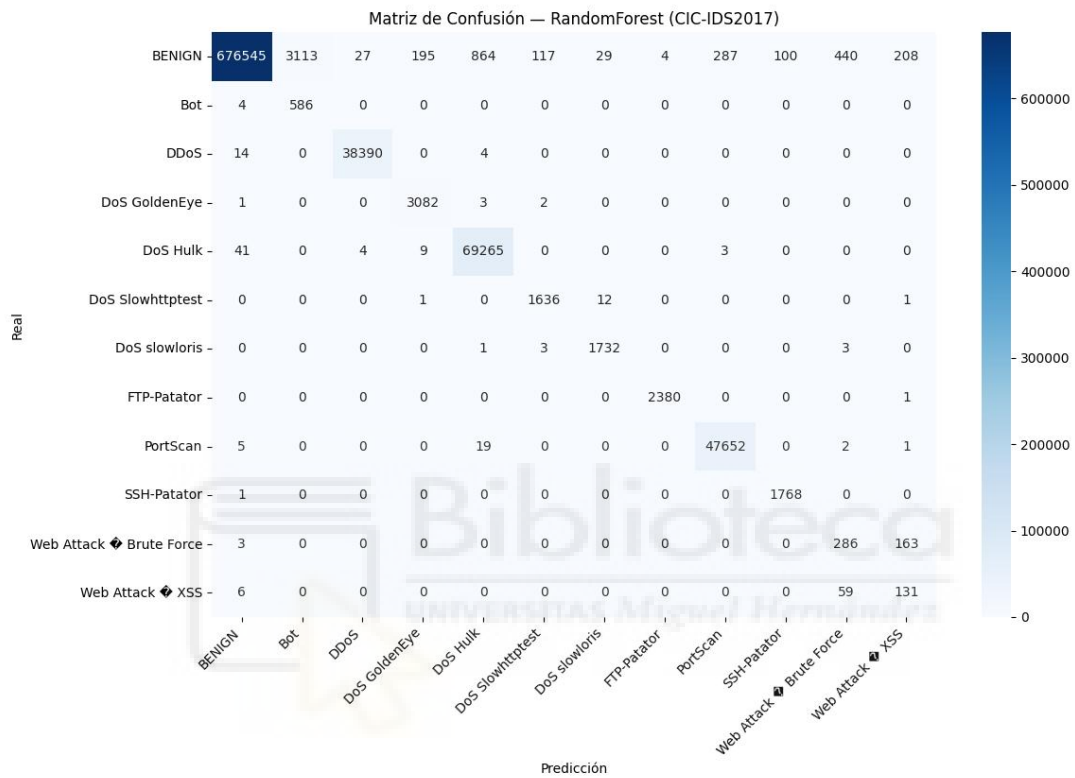 Matriz de Confusión — RandomForest (CIC-IDS2017)
BENIGN 676545 3113 27 195 864 117 29 4 287 100 440 208
Bot 4 586 0 0 0 0 0 0 0 0 0 0
DDoS 14 0 38390 0 4 0 0 0 0 0 0 0
DoS GoldenEye 1 0 0 3082 3 2 0 0 0 0 0 0
DoS Hulk 41 0 4 9 69265 0 0 0 3 0 0 0
DoS Slowhttptest 0 0 0 1 0 1636 12 0 0 0 0 1
DoS slowloris 0 0 0 0 1 3 1732 0 0 0 3 0
FTP-Patator 0 0 0 0 0 0 0 2380 0 0 0 1
PortScan 5 0 0 0 19 0 0 0 47652 0 2 1
SSH-Patator 1 0 0 0 0 0 0 0 0 1768 0 0
Web Attack � Brute Force 3 0 0 0 0 0 0 0 0 0 286 163
Web Attack � XSS 6 0 0 0 0 0 0 0 0 0 59 131
Real
BENIGN
Bot
DDoS
DoS GoldenEye
DoS Hulk
DoS Slowhttptest
DoS slowloris
FTP-Patator
PortScan
SSH-Patator
Web Attack � Brute Force
Web Attack � XSS
Predicción
600000
500000
400000
300000
200000
100000
0
Biblioteca
UNIVERSITAS Miguel Hernández